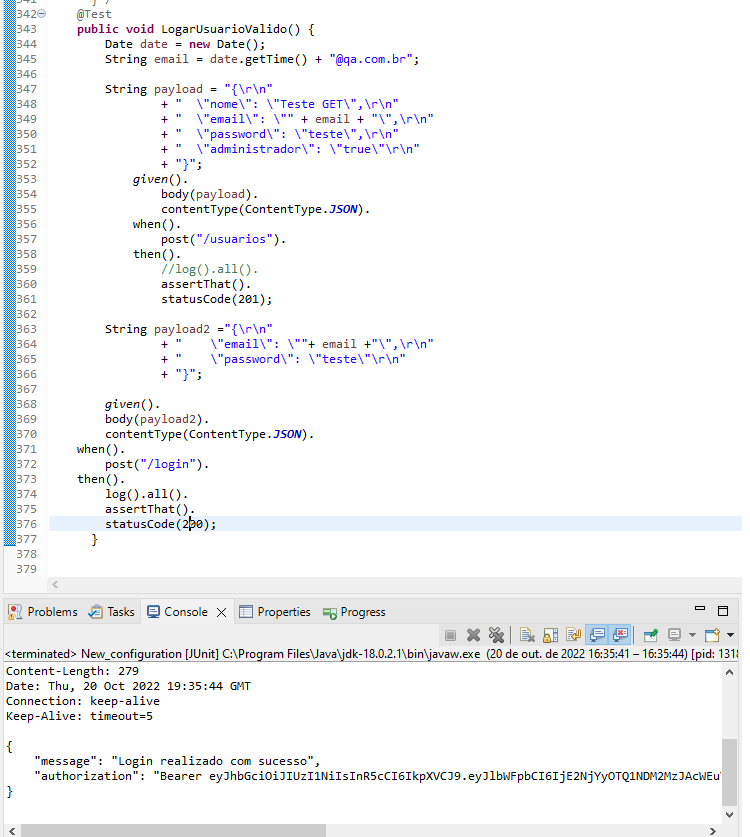 341 } /
342 @Test
343 public void LogarUsuarioValido() {
344 Date date = new Date();
345 String email = date.getTime() + "@qa.com.br";
346
347 String payload = "{\r\n"
348 + "  \"nome\": \"Teste GET\",\r\n"
349 + "  \"email\": \"" + email + "\",\r\n"
350 + "  \"password\": \"teste\",\r\n"
351 + "  \"administrador\": \"true\"\r\n"
352 + "}";
353 given().
354 body(payload).
355 contentType(ContentType.JSON).
356 when().
357 post("/usuarios").
358 then().
359 //log().all().
360 assertThat().
361 statusCode(201);
362
363 String payload2 ="{\r\n"
364 + "    \"email\": \""+ email +"\",\r\n"
365 + "    \"password\": \"teste\"\r\n"
366 + "}";
367
368 given().
369 body(payload2).
370 contentType(ContentType.JSON).
371 when().
372 post("/login").
373 then().
374 log().all().
375 assertThat().
376 statusCode(200);
377 }
378
379
Problems Tasks Console Properties Progress
<terminated> New_configuration [JUnit] C:\Program Files\Java\jdk-18.0.2.1\bin\javaw.exe (20 de out. de 2022 16:35:41 – 16:35:44) [pid: 1318
Content-Length: 279
Date: Thu, 20 Oct 2022 19:35:44 GMT
Connection: keep-alive
Keep-Alive: timeout=5
{
"message": "Login realizado com sucesso",
"authorization": "Bearer eyJhbGciOiJIUzI1NiIsInR5cCI6IkpXVCJ9.eyJlbWFpbCI6IjE2NjYyOTQ1NDM2MzJAcWEu
}